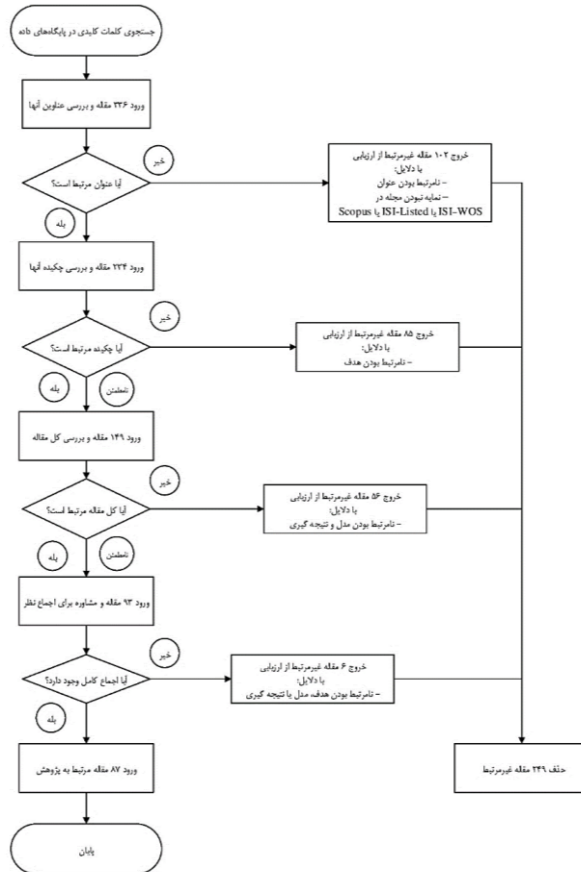 جستجوی کلمات کلیدی در پایگاه‌های داده
ورود ۳۳۶ مقاله و بررسی عناوین آنها
آیا عنوان مرتبط است؟
خیر
خروج ۱۰۲ مقاله غیرمرتبط از ارزیابی
با دلایل:
- نامرتبط بودن عنوان
- نمایه نبودن مجله در
ISI-WOS یا ISI-Listed یا Scopus
بله
ورود ۲۳۴ مقاله و بررسی چکیده آنها
آیا چکیده مرتبط است؟
خیر
خروج ۸۵ مقاله غیرمرتبط از ارزیابی
با دلایل:
- نامرتبط بودن هدف
بله
نامطمئن
ورود ۱۴۹ مقاله و بررسی کل مقاله
آیا کل مقاله مرتبط است؟
خیر
خروج ۵۶ مقاله غیرمرتبط از ارزیابی
با دلایل:
- نامرتبط بودن مدل و نتیجه گیری
بله
نامطمئن
ورود ۹۳ مقاله و مشاوره برای اجماع نظر
آیا اجماع کامل وجود دارد؟
خیر
خروج ۶ مقاله غیرمرتبط از ارزیابی
با دلایل:
- نامرتبط بودن هدف، مدل یا نتیجه گیری
بله
ورود ۸۷ مقاله مرتبط به پژوهش
حذف ۲۴۹ مقاله غیرمرتبط
پایان